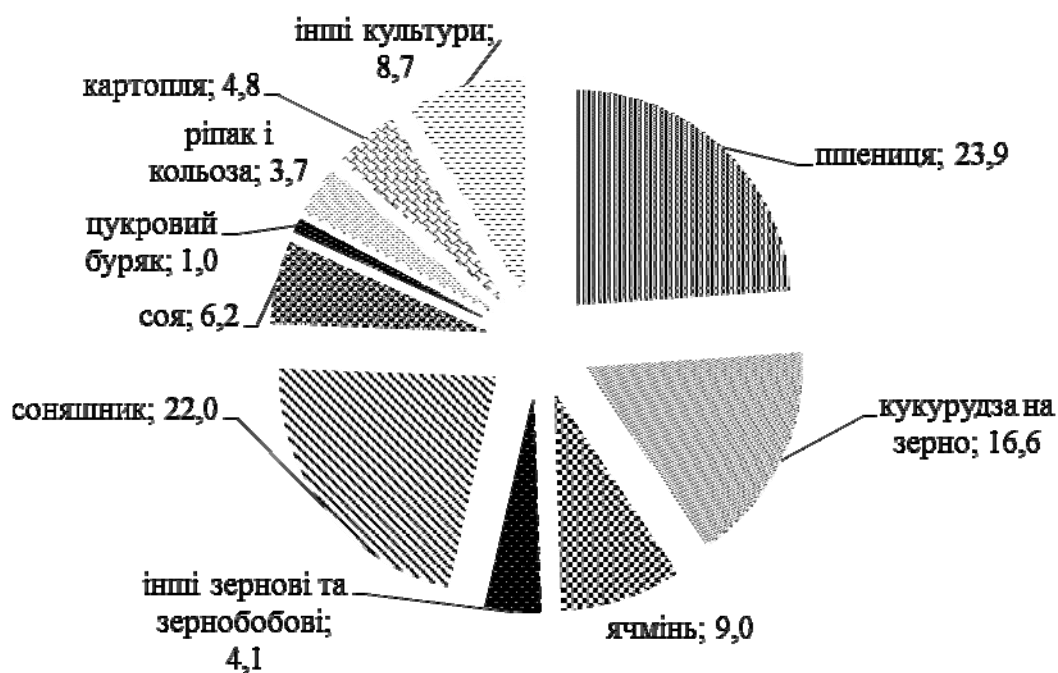 інші культури;
8,7
картопля; 4,8
ріпак і
кольоза; 3,7
цукровий
буряк; 1,0
соя; 6,2
соняшник; 22,0
інші зернові та
зернобобові;
4,1
ячмінь; 9,0
кукурудза на
зерно; 16,6
пшениця; 23,9